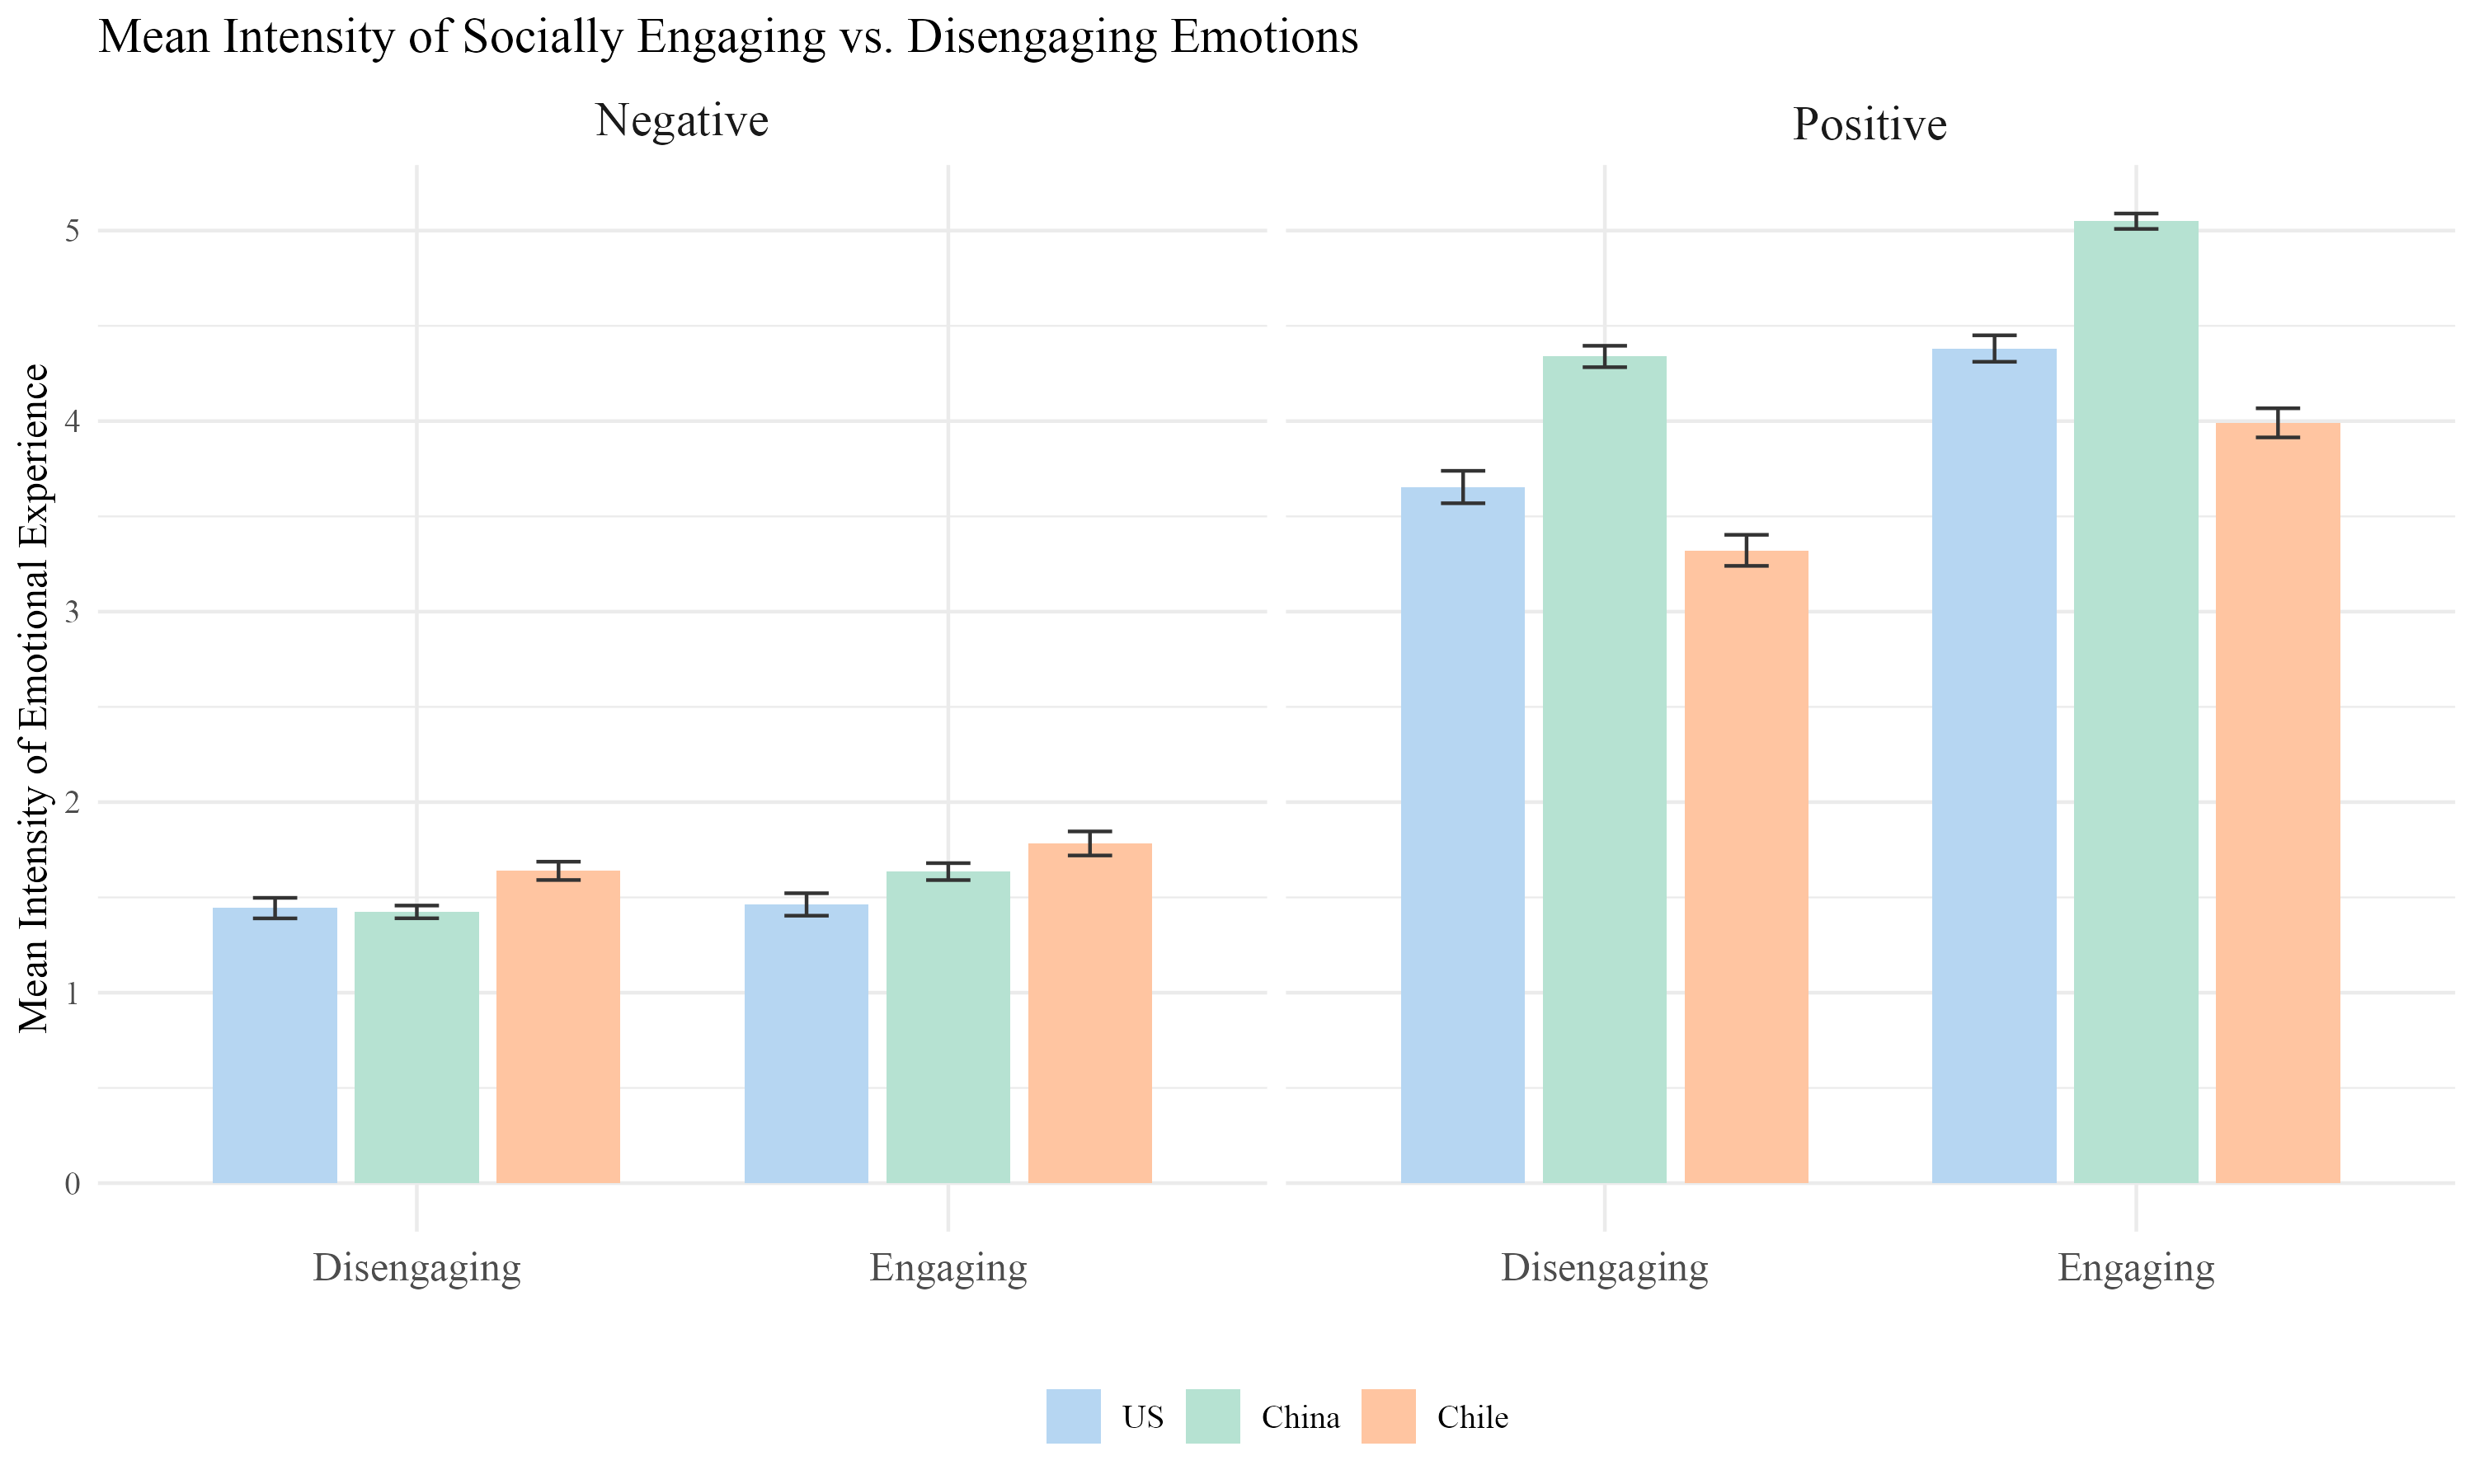 Mean Intensity of Socially Engaging vs. Disengaging Emotions
Negative
Positive
Mean Intensity of Emotional Experience
5
4
3
2
1
0
Disengaging
Engaging
Disengaging
Engaging
US
China
Chile